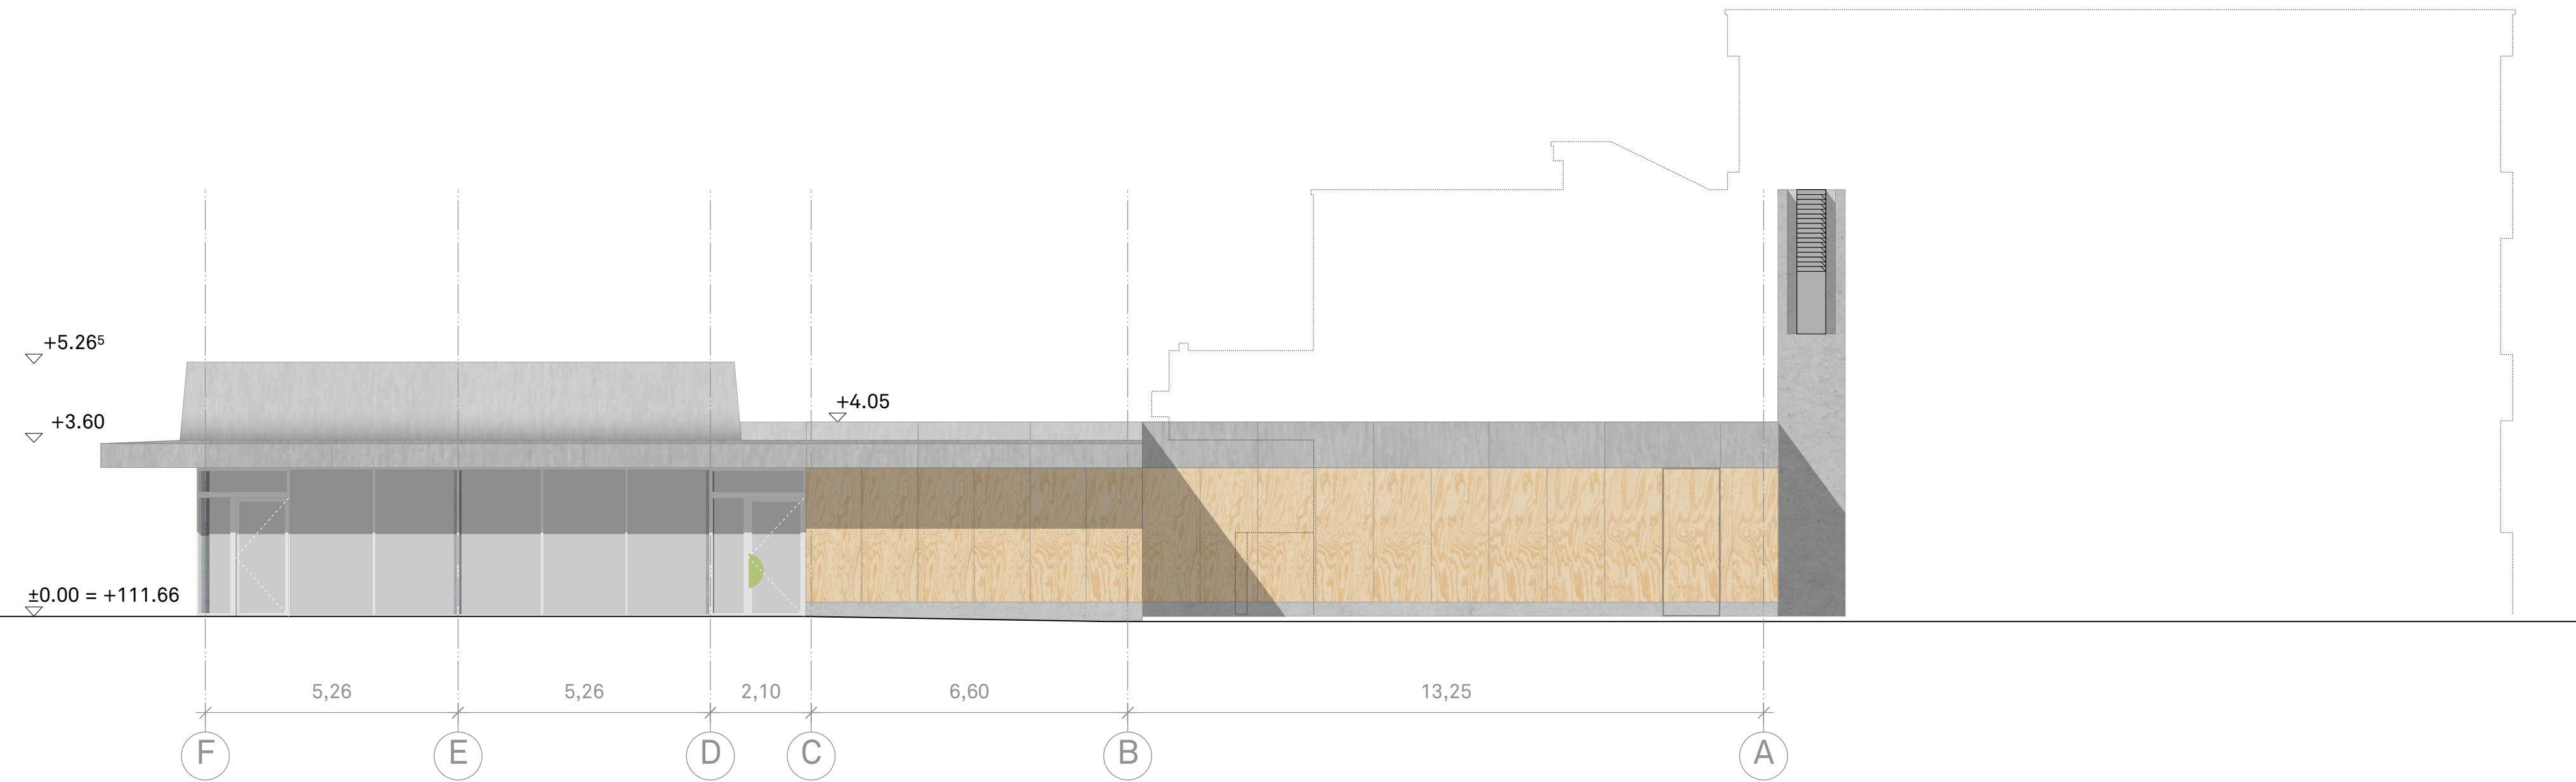 +5.26⁵
+4.05
+3.60
±0.00 = +111.66
5,26 5,26 2,10 6,60 13,25
F E D C B A